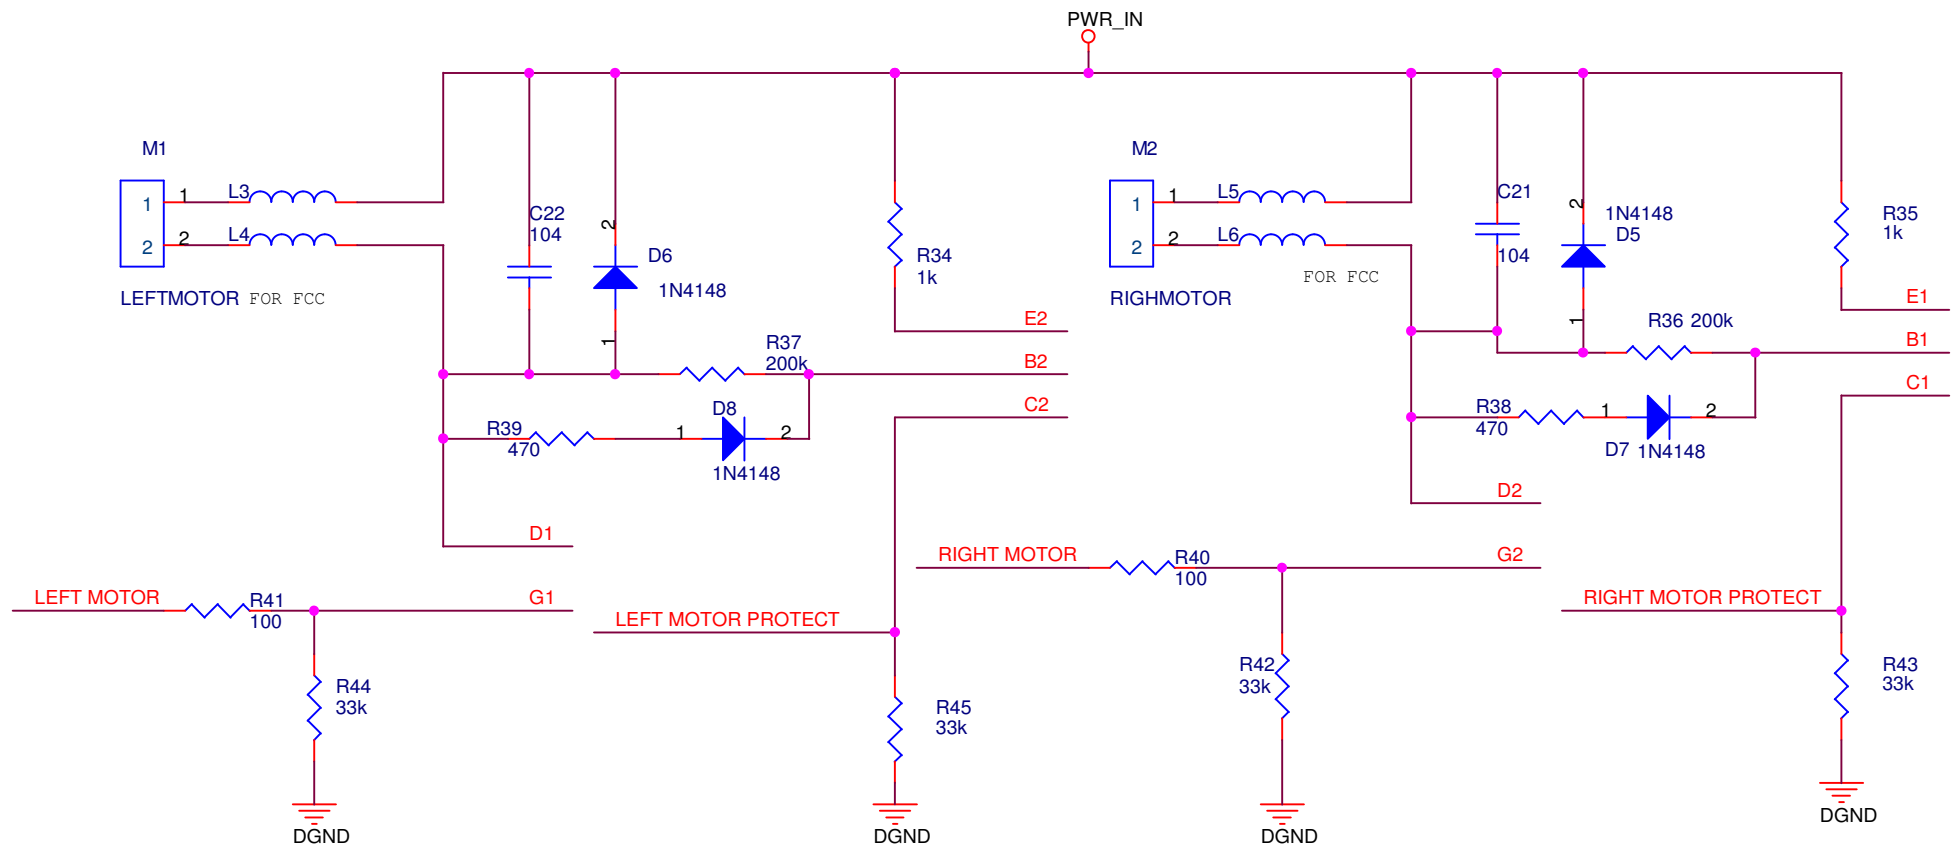 PWR_IN
M1
M2
1
1
L3
2
2
L4
C22
104
2
1
D6
1N4148
LEFTMOTOR
FOR FCC
R34
1k
1
1
L5
2
2
L6
C21
104
2
1
1N4148
D5
RIGHMOTOR
FOR FCC
R35
1k
E2
E1
R37
200k
B2
R36 200k
B1
C2
C1
R39
470
1
D8
2
1N4148
R38
470
1
2
D7 1N4148
D2
D1
RIGHT MOTOR
R40
100
G2
LEFT MOTOR
R41
100
G1
LEFT MOTOR PROTECT
RIGHT MOTOR PROTECT
R44
33k
R45
33k
R42
33k
R43
33k
DGND
DGND
DGND
DGND